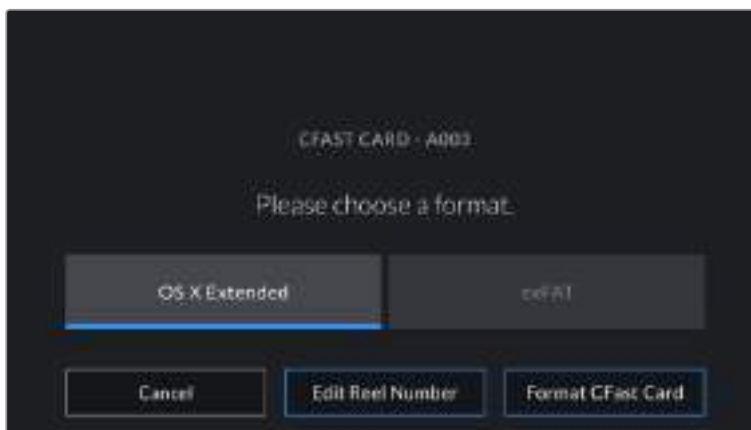 CFAST CARD - A003
Please choose a format.
OS X Extended exFAT
Cancel Edit Reel Number Format CFast Card